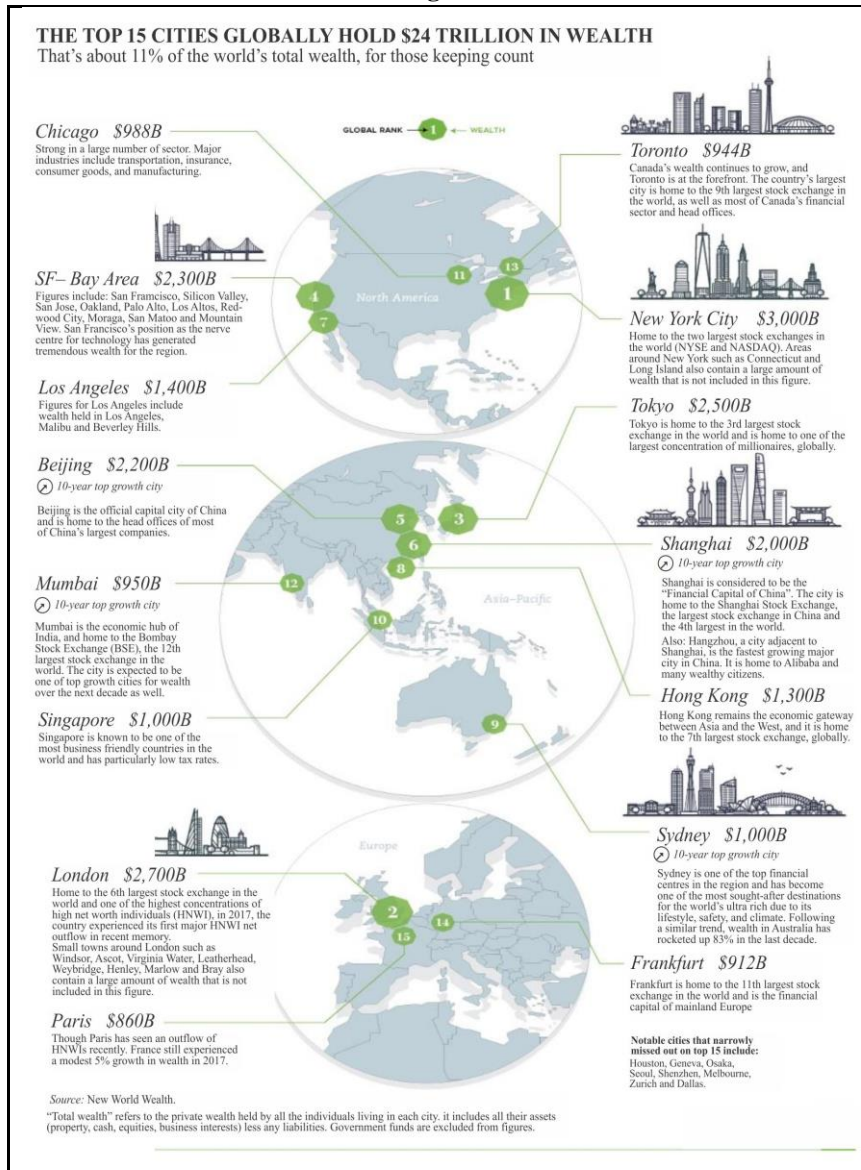 THE TOP 15 CITIES GLOBALLY HOLD $24 TRILLION IN WEALTH
That's about 11% of the world's total wealth, for those keeping count
GLOBAL RANK 1 WEALTH
Chicago $988B
Strong in a large number of sector. Major
industries include transportation, insurance,
consumer goods, and manufacturing.
SF– Bay Area $2,300B
Figures include: San Framcisco, Silicon Valley,
San Jose, Oakland, Palo Alto, Los Altos, Red-
wood City, Moraga, San Matoo and Mountain
View. San Francisco's position as the nerve
centre for technology has generated
tremendous wealth for the region.
Los Angeles $1,400B
Figures for Los Angeles include
wealth held in Los Angeles,
Malibu and Beverley Hills.
North America
4
7
11
13
1
Toronto $944B
Canada's wealth continues to grow, and
Toronto is at the forefront. The country's largest
city is home to the 9th largest stock exchange in
the world, as well as most of Canada's financial
sector and head offices.
New York City $3,000B
Home to the two largest stock exchanges in
the world (NYSE and NASDAQ). Areas
around New York such as Connecticut and
Long Island also contain a large amount of
wealth that is not included in this figure.
Tokyo $2,500B
Tokyo is home to the 3rd largest stock
exchange in the world and is home to one of the
largest concentration of millionaires, globally.
Beijing $2,200B
10-year top growth city
Beijing is the official capital city of China
and is home to the head offices of most
of China's largest companies.
Mumbai $950B
10-year top growth city
Mumbai is the economic hub of
India, and home to the Bombay
Stock Exchange (BSE), the 12th
largest stock exchange in the
world. The city is expected to be
one of top growth cities for wealth
over the next decade as well.
Singapore $1,000B
Singapore is known to be one of the
most business friendly countries in the
world and has particularly low tax rates.
Asia–Pacific
5
3
6
8
12
10
9
Shanghai $2,000B
10-year top growth city
Shanghai is considered to be the
"Financial Capital of China". The city is
home to the Shanghai Stock Exchange,
the largest stock exchange in China and
the 4th largest in the world.
Also: Hangzhou, a city adjacent to
Shanghai, is the fastest growing major
city in China. It is home to Alibaba and
many wealthy citizens.
Hong Kong $1,300B
Hong Kong remains the economic gateway
between Asia and the West, and it is home
to the 7th largest stock exchange, globally.
Sydney $1,000B
10-year top growth city
Sydney is one of the top financial
centres in the region and has become
one of the most sought-after destinations
for the world's ultra rich due to its
lifestyle, safety, and climate. Following
a similar trend, wealth in Australia has
rocketed up 83% in the last decade.
London $2,700B
Home to the 6th largest stock exchange in the
world and one of the highest concentrations of
high net worth individuals (HNWI), in 2017, the
country experienced its first major HNWI net
outflow in recent memory.
Small towns around London such as
Windsor, Ascot, Virginia Water, Leatherhead,
Weybridge, Henley, Marlow and Bray also
contain a large amount of wealth that is not
included in this figure.
Paris $860B
Though Paris has seen an outflow of
HNWIs recently. France still experienced
a modest 5% growth in wealth in 2017.
Europe
2
15
14
Frankfurt $912B
Frankfurt is home to the 11th largest stock
exchange in the world and is the financial
capital of mainland Europe
Notable cities that narrowly
missed out on top 15 include:
Houston, Geneva, Osaka,
Seoul, Shenzhen, Melbourne,
Zurich and Dallas.
Source: New World Wealth.
"Total wealth" refers to the private wealth held by all the individuals living in each city. it includes all their assets
(property, cash, equities, business interests) less any liabilities. Government funds are excluded from figures.